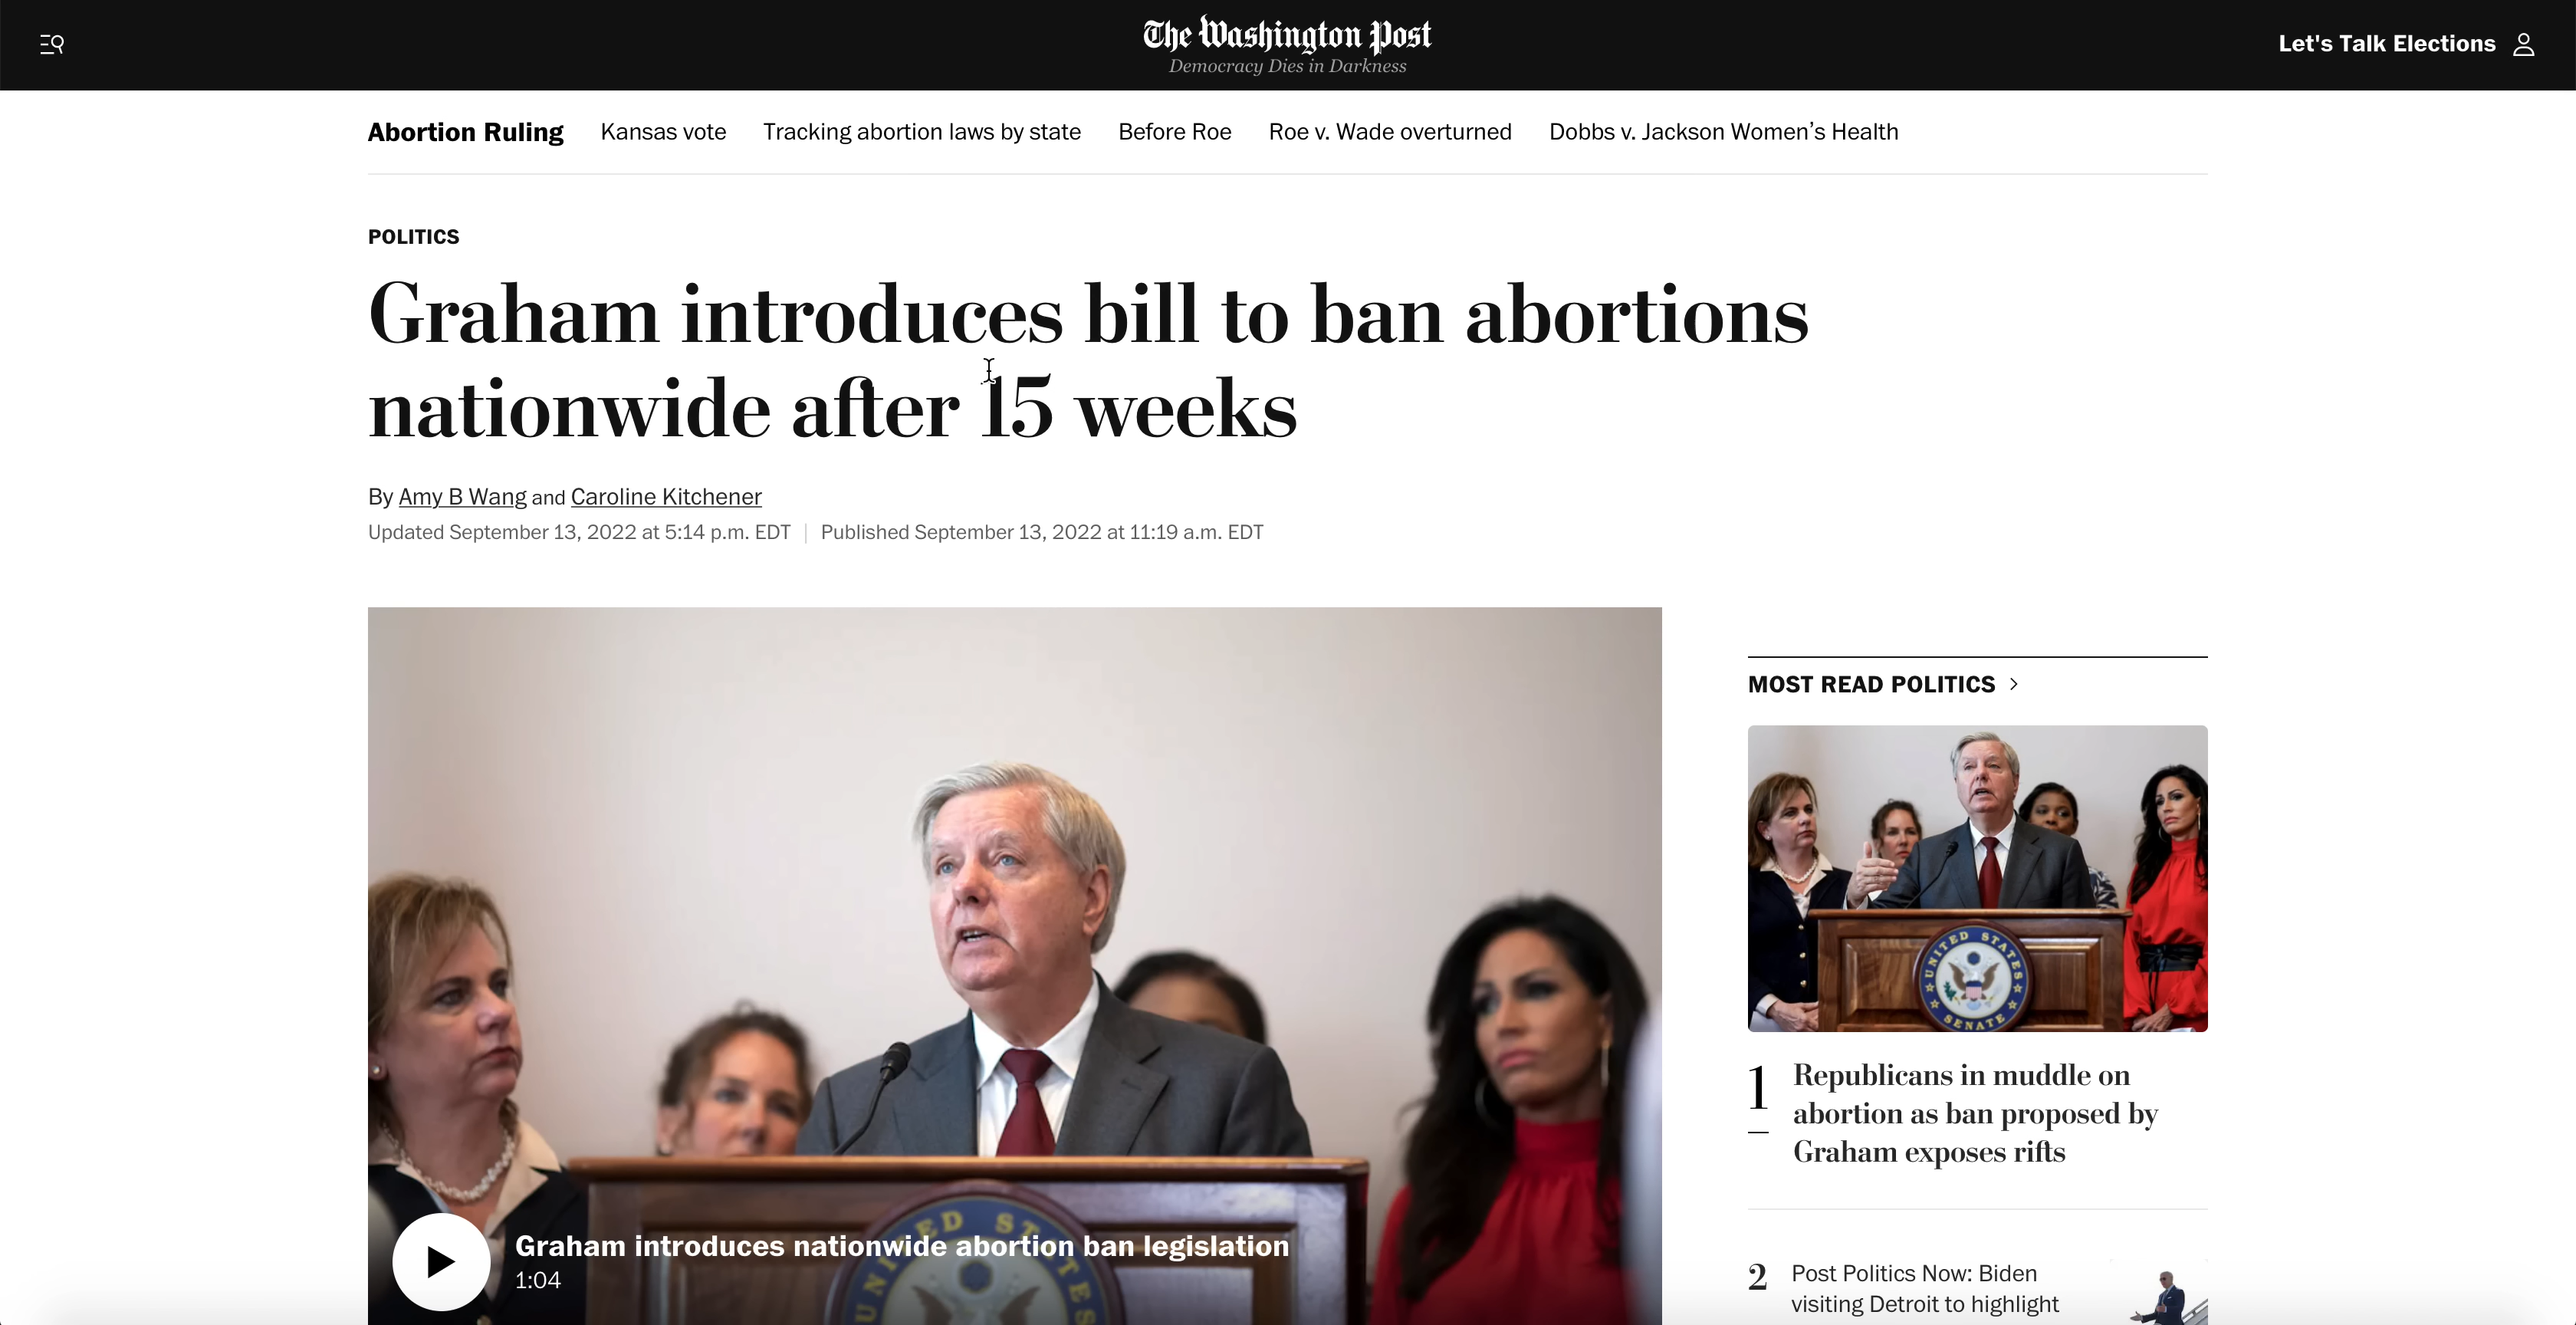 The Washington Post
Democracy Dies in Darkness
Let's Talk Elections
Abortion Ruling Kansas vote Tracking abortion laws by state Before Roe Roe v. Wade overturned Dobbs v. Jackson Women’s Health
POLITICS
Graham introduces bill to ban abortions
nationwide after 15 weeks
By Amy B Wang and Caroline Kitchener
Updated September 13, 2022 at 5:14 p.m. EDT | Published September 13, 2022 at 11:19 a.m. EDT
Graham introduces nationwide abortion ban legislation
1:04
MOST READ POLITICS
UNITED STATES
SENATE
1
Republicans in muddle on
abortion as ban proposed by
Graham exposes rifts
2
Post Politics Now: Biden
visiting Detroit to highlight